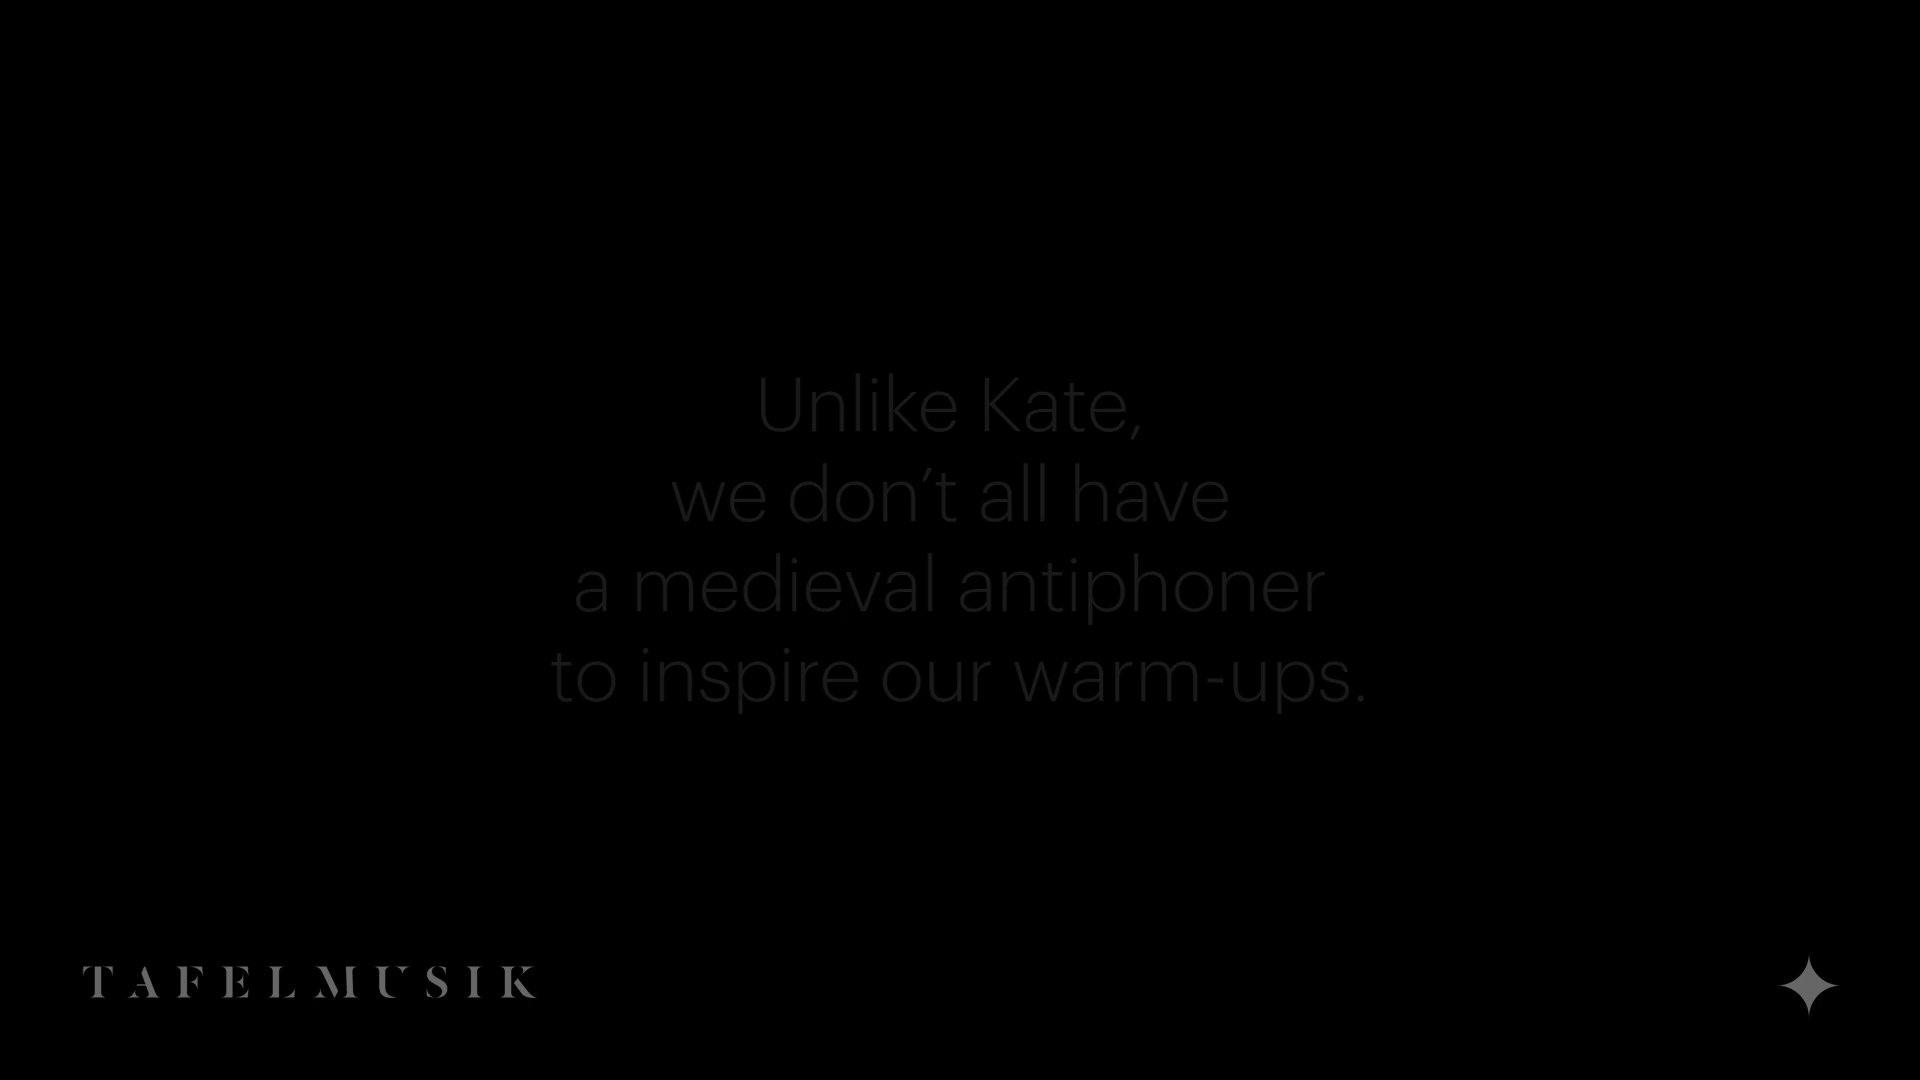 Unlike Kate,
we don’t all have
a medieval antiphoner
to inspire our warm-ups.
TAFELMUSIK